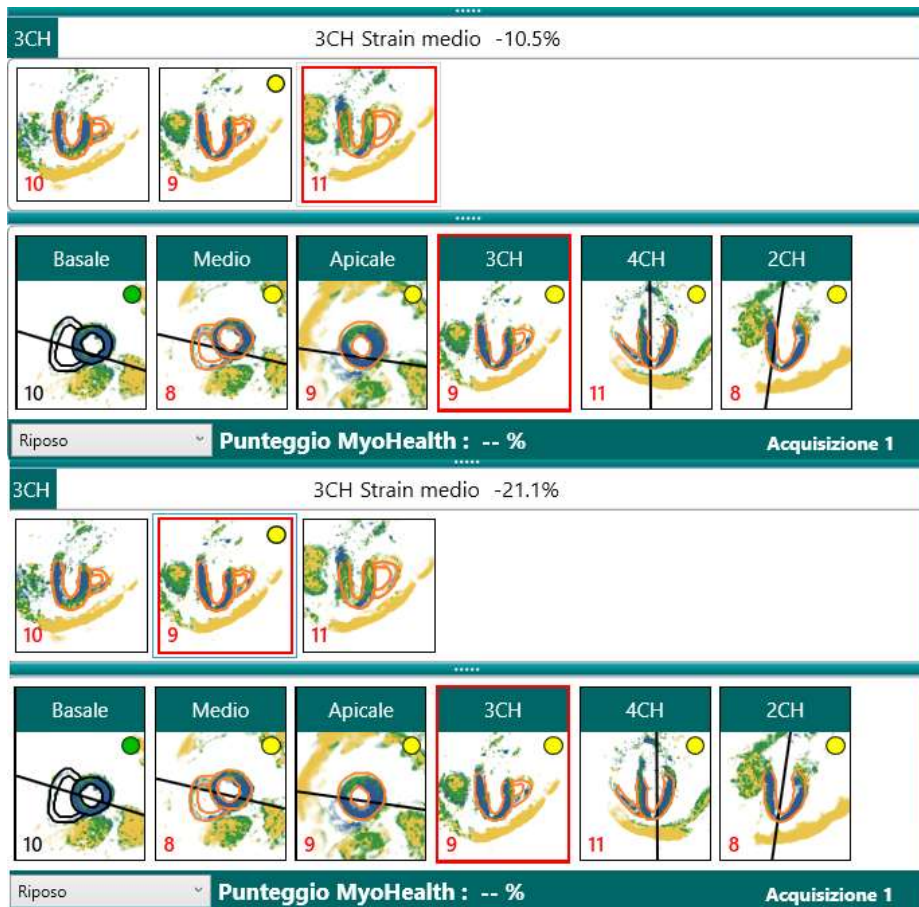 3CH 3CH Strain medio -10.5%
10 9 11
Basale Medio Apicale 3CH 4CH 2CH
10 8 9 9 11 8
Riposo Punteggio MyoHealth : -- % Acquisizione 1
3CH 3CH Strain medio -21.1%
10 9 11
Basale Medio Apicale 3CH 4CH 2CH
10 8 9 9 11 8
Riposo Punteggio MyoHealth : -- % Acquisizione 1